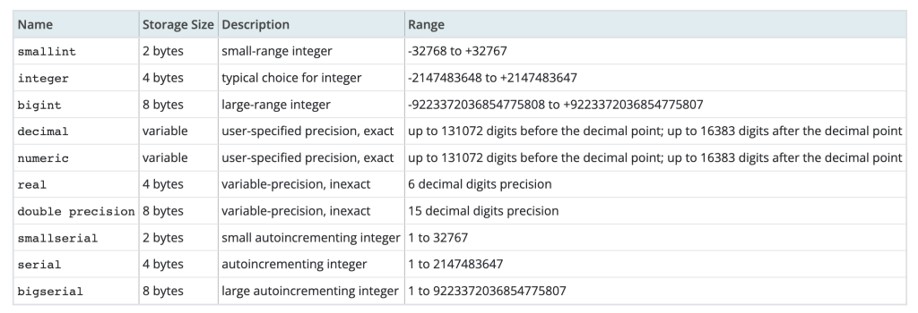 Name Storage Size Description Range
smallint 2 bytes small-range integer -32768 to +32767
integer 4 bytes typical choice for integer -2147483648 to +2147483647
bigint 8 bytes large-range integer -9223372036854775808 to +9223372036854775807
decimal variable user-specified precision, exact up to 131072 digits before the decimal point; up to 16383 digits after the decimal point
numeric variable user-specified precision, exact up to 131072 digits before the decimal point; up to 16383 digits after the decimal point
real 4 bytes variable-precision, inexact 6 decimal digits precision
double precision 8 bytes variable-precision, inexact 15 decimal digits precision
smallserial 2 bytes small autoincrementing integer 1 to 32767
serial 4 bytes autoincrementing integer 1 to 2147483647
bigserial 8 bytes large autoincrementing integer 1 to 9223372036854775807